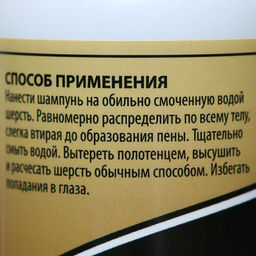 СПОСОБ ПРИМЕНЕНИЯ
Нанести шампунь на обильно смоченную водой
шерсть. Равномерно распределить по всему телу,
слегка втирая до образования пены. Тщательно
смыть водой. Вытереть полотенцем, высушить
и расчесать шерсть обычным способом. Избегать
попадания в глаза.